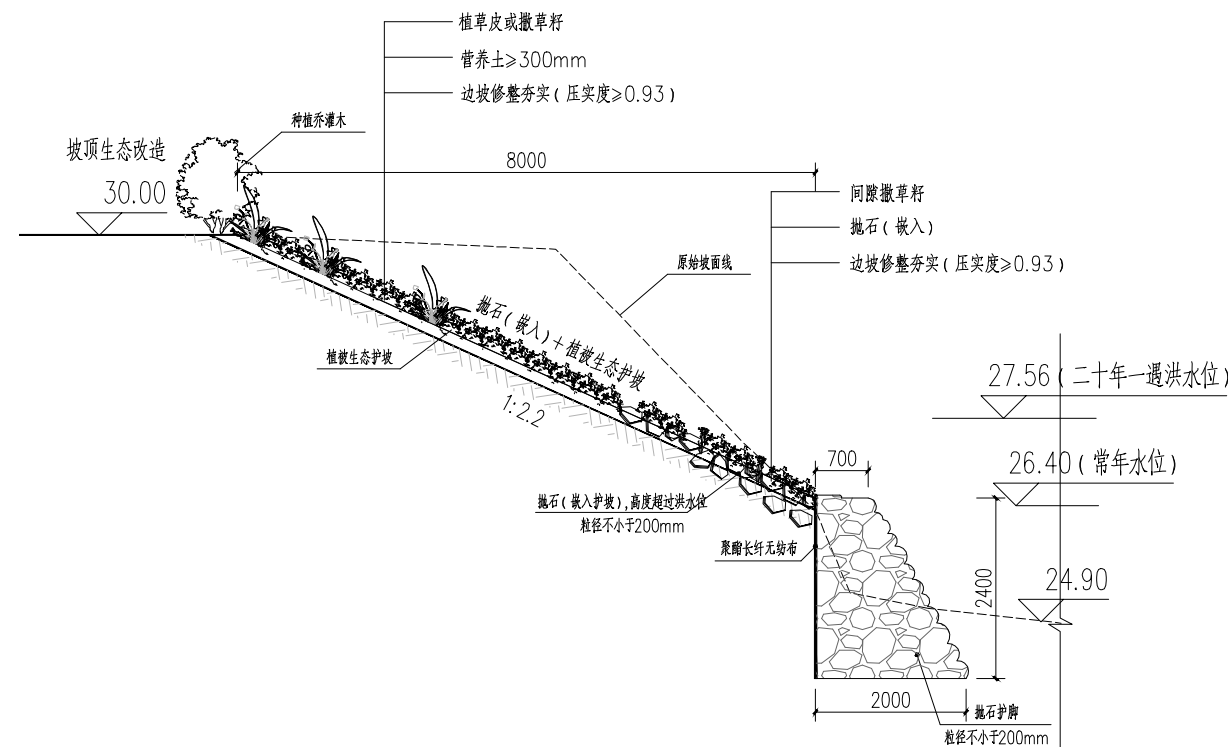 植草皮或撒草籽
营养土≥300mm
边坡修整夯实(压实度≥0.93)
种植乔灌木
坡顶生态改造
30.00
8000
间隙撒草籽
抛石(嵌入)
边坡修整夯实(压实度≥0.93)
原始坡面线
抛石(嵌入)+植被生态护坡
植被生态护坡
1:2.2
27.56(二十年一遇洪水位)
26.40(常年水位)
700
抛石(嵌入护坡),高度超过洪水位
粒径不小于200mm
聚酯长纤无纺布
2400
24.90
2000
抛石护脚
粒径不小于200mm